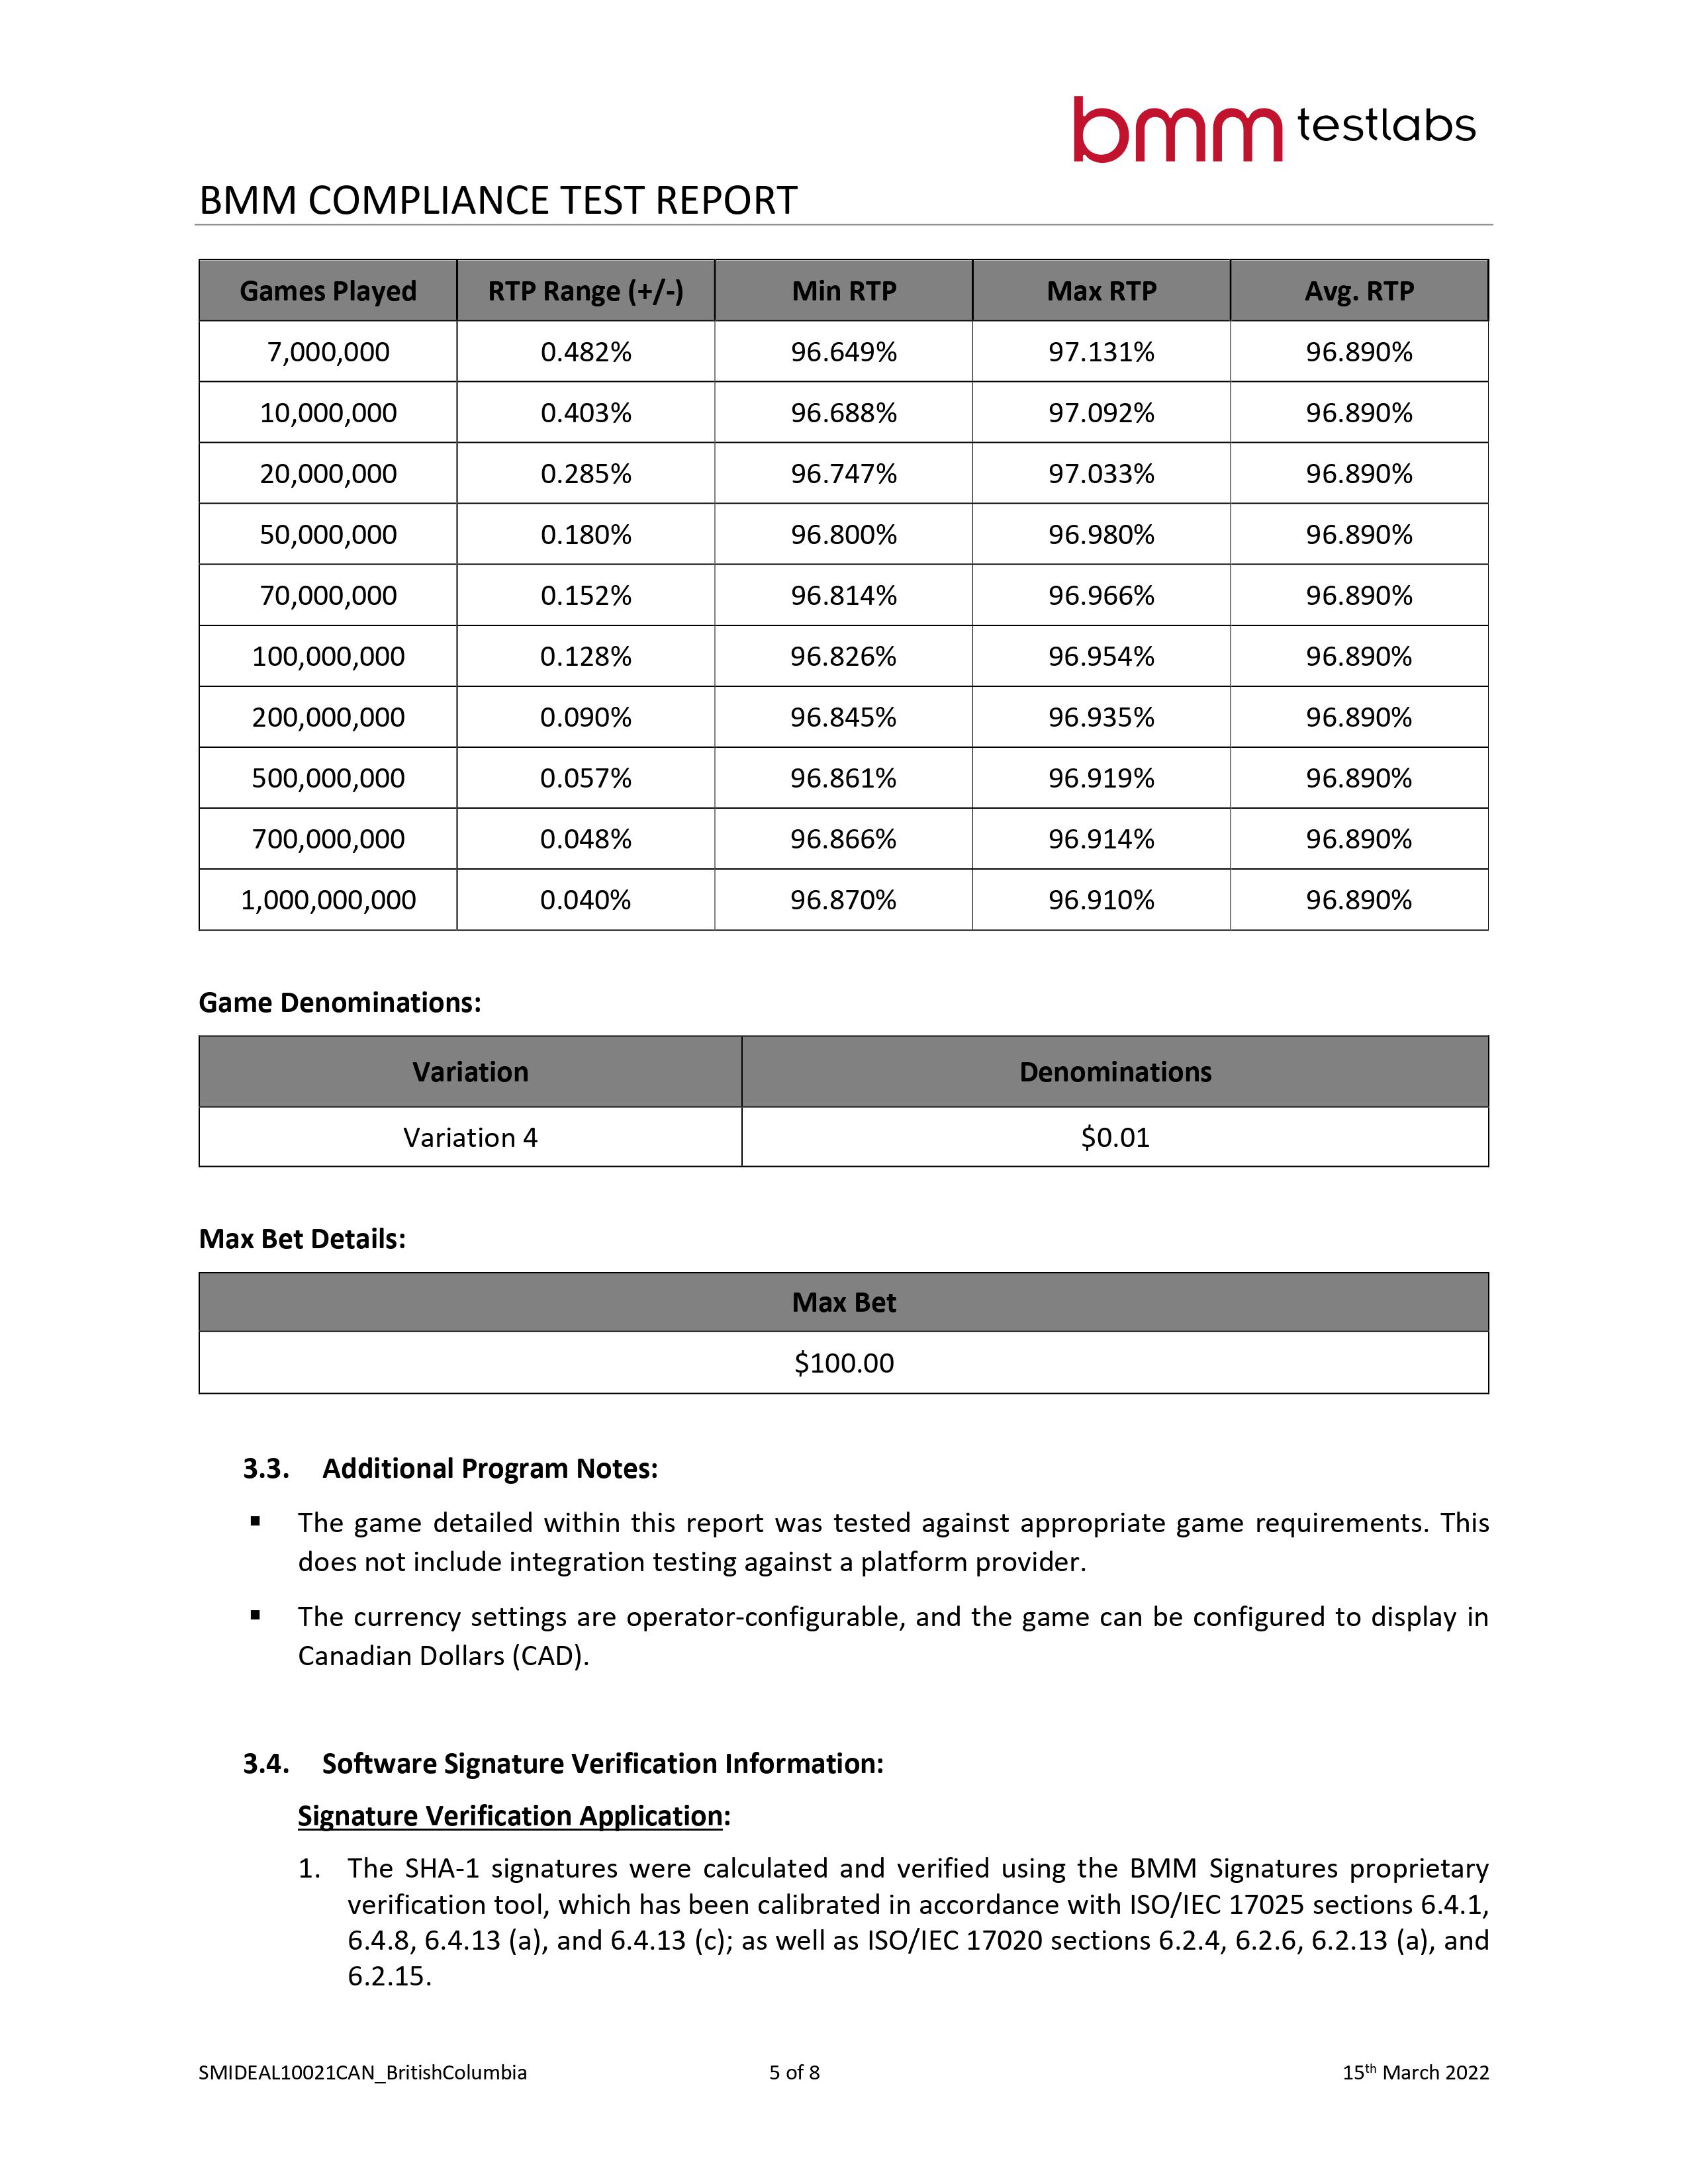 bmm testlabs
BMM COMPLIANCE TEST REPORT
Games Played RTP Range (+/-) Min RTP Max RTP Avg. RTP
7,000,000 0.482% 96.649% 97.131% 96.890%
10,000,000 0.403% 96.688% 97.092% 96.890%
20,000,000 0.285% 96.747% 97.033% 96.890%
50,000,000 0.180% 96.800% 96.980% 96.890%
70,000,000 0.152% 96.814% 96.966% 96.890%
100,000,000 0.128% 96.826% 96.954% 96.890%
200,000,000 0.090% 96.845% 96.935% 96.890%
500,000,000 0.057% 96.861% 96.919% 96.890%
700,000,000 0.048% 96.866% 96.914% 96.890%
1,000,000,000 0.040% 96.870% 96.910% 96.890%
Game Denominations:
Variation Denominations
Variation 4 $0.01
Max Bet Details:
Max Bet
$100.00
3.3. Additional Program Notes:
▪ The game detailed within this report was tested against appropriate game requirements. This
does not include integration testing against a platform provider.
▪ The currency settings are operator-configurable, and the game can be configured to display in
Canadian Dollars (CAD).
3.4. Software Signature Verification Information:
Signature Verification Application:
1. The SHA-1 signatures were calculated and verified using the BMM Signatures proprietary
verification tool, which has been calibrated in accordance with ISO/IEC 17025 sections 6.4.1,
6.4.8, 6.4.13 (a), and 6.4.13 (c); as well as ISO/IEC 17020 sections 6.2.4, 6.2.6, 6.2.13 (a), and
6.2.15.
SMIDEAL10021CAN_BritishColumbia 5 of 8 15th March 2022